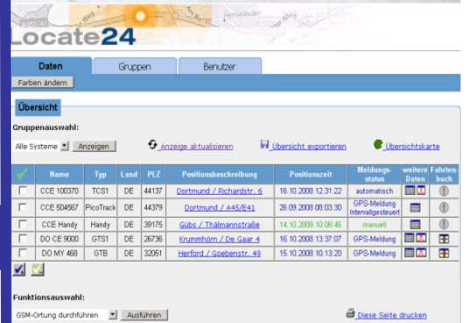 Locate24
Daten Gruppen Benutzer
Farben ändern
Übersicht
Gruppenauswahl:
Alle Systeme Anzeigen Anzeige aktualisieren Übersicht exportieren Übersichtskarte
Name Typ Land PLZ Positionsbeschreibung Positionszeit Meldungs-status weitere Daten Fahrten-buch
CCE 100370 TCS1 DE 44137 Dortmund / Richardstr. 6 16.10.2008 12:31:22 automatisch
CCE 504567 PicoTrack DE 44379 Dortmund / A45/E41 26.09.2008 08:03:30 GPS-Meldung Intervallgesteuert
CCE Handy Handy DE 39175 Gübs / Thälmannstraße 14.10.2008 10:08:46 manuell
DO CE 9000 GTS1 DE 26736 Krummhörn / De Gaar 4 16.10.2008 13:37:07 GPS-Meldung
DO MY 468 GTB DE 32051 Herford / Goebenstr. 49 15.10.2008 10:13:20 GPS-Meldung
Funktionsauswahl:
GSM-Ortung durchführen Ausführen Diese Seite drucken